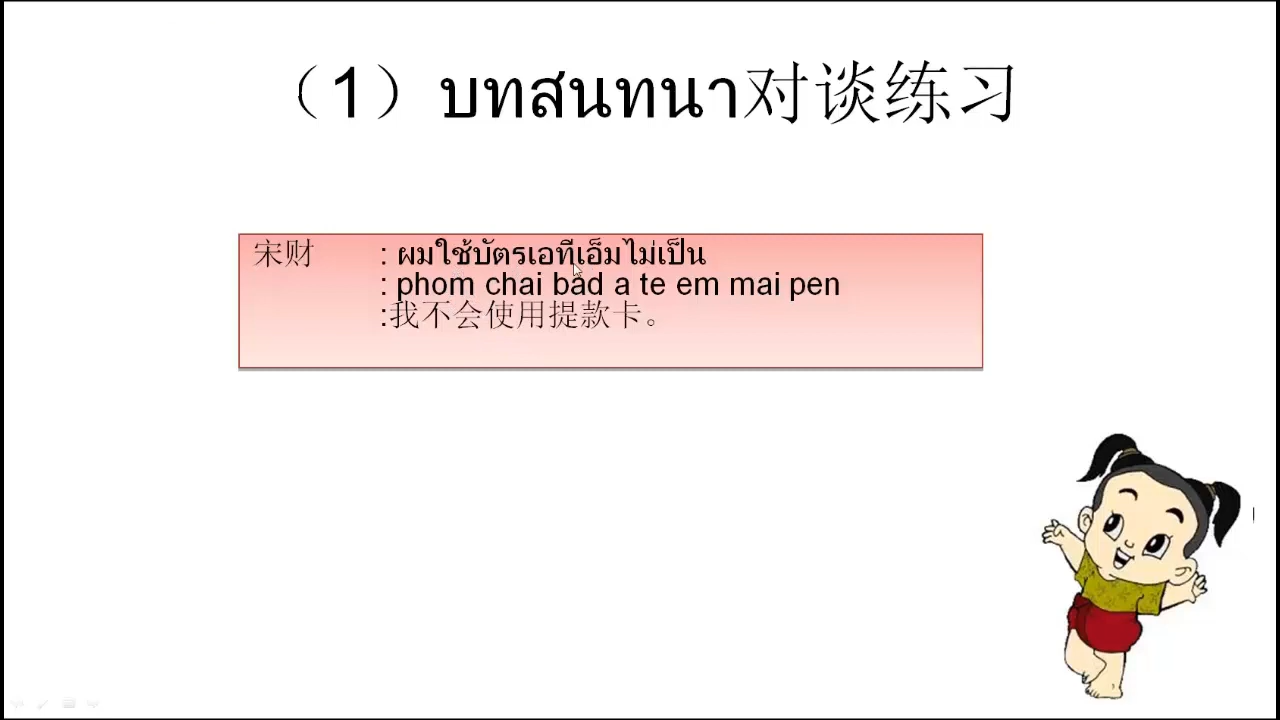 （1）บทสนทนา对谈练习
宋财 : ผมใช้บัตรเอทีเอ็มไม่เป็น
: phom chai bad a te em mai pen
:我不会使用提款卡。